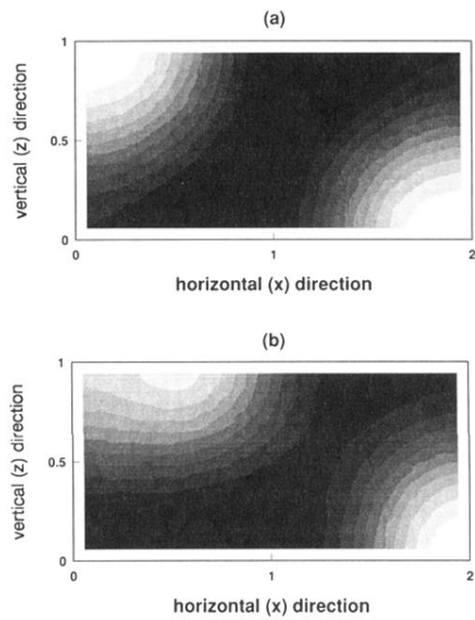 (a)
1
0.5
0
vertical (z) direction
0
1
2
horizontal (x) direction
(b)
1
0.5
0
vertical (z) direction
0
1
2
horizontal (x) direction